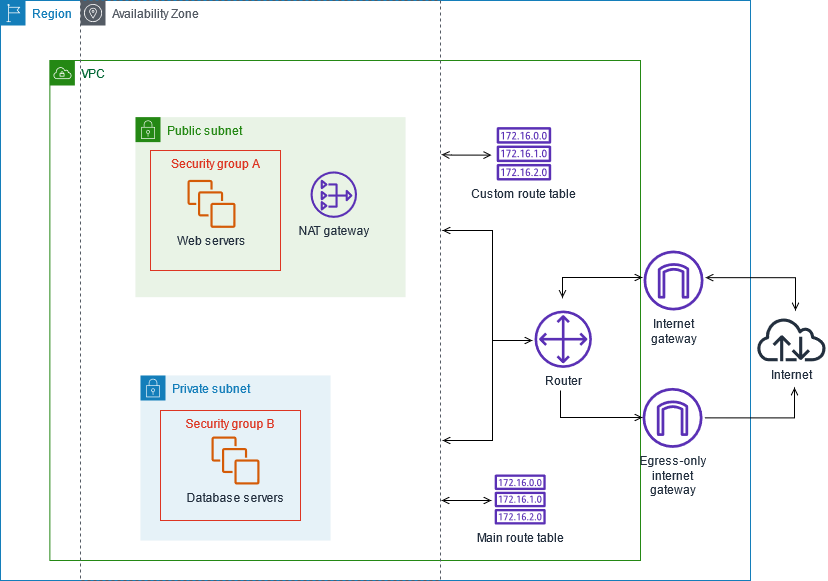 Region
Availability Zone
VPC
Public subnet
Security group A
Web servers
NAT gateway
172.16.0.0
172.16.1.0
172.16.2.0
Custom route table
Internet
gateway
Router
Internet
Private subnet
Security group B
Database servers
Egress-only
internet
gateway
172.16.0.0
172.16.1.0
172.16.2.0
Main route table